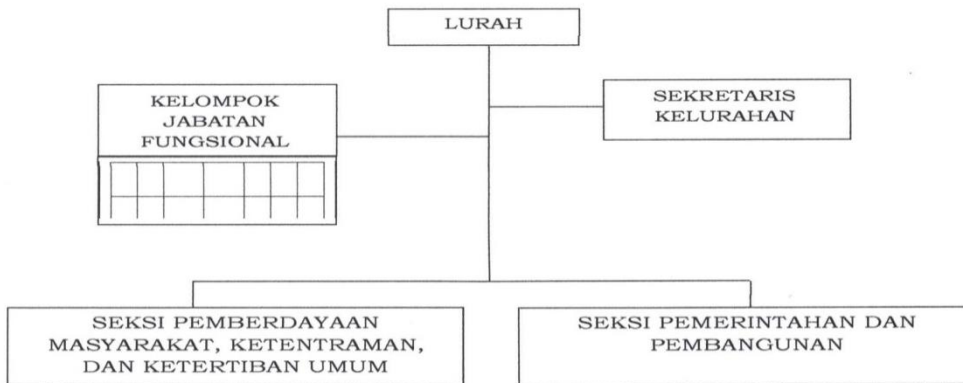 LURAH
KELOMPOK
JABATAN
FUNGSIONAL
SEKRETARIS
KELURAHAN
SEKSI PEMBERDAYAAN
MASYARAKAT, KETENTRAMAN,
DAN KETERTIBAN UMUM
SEKSI PEMERINTAHAN DAN
PEMBANGUNAN